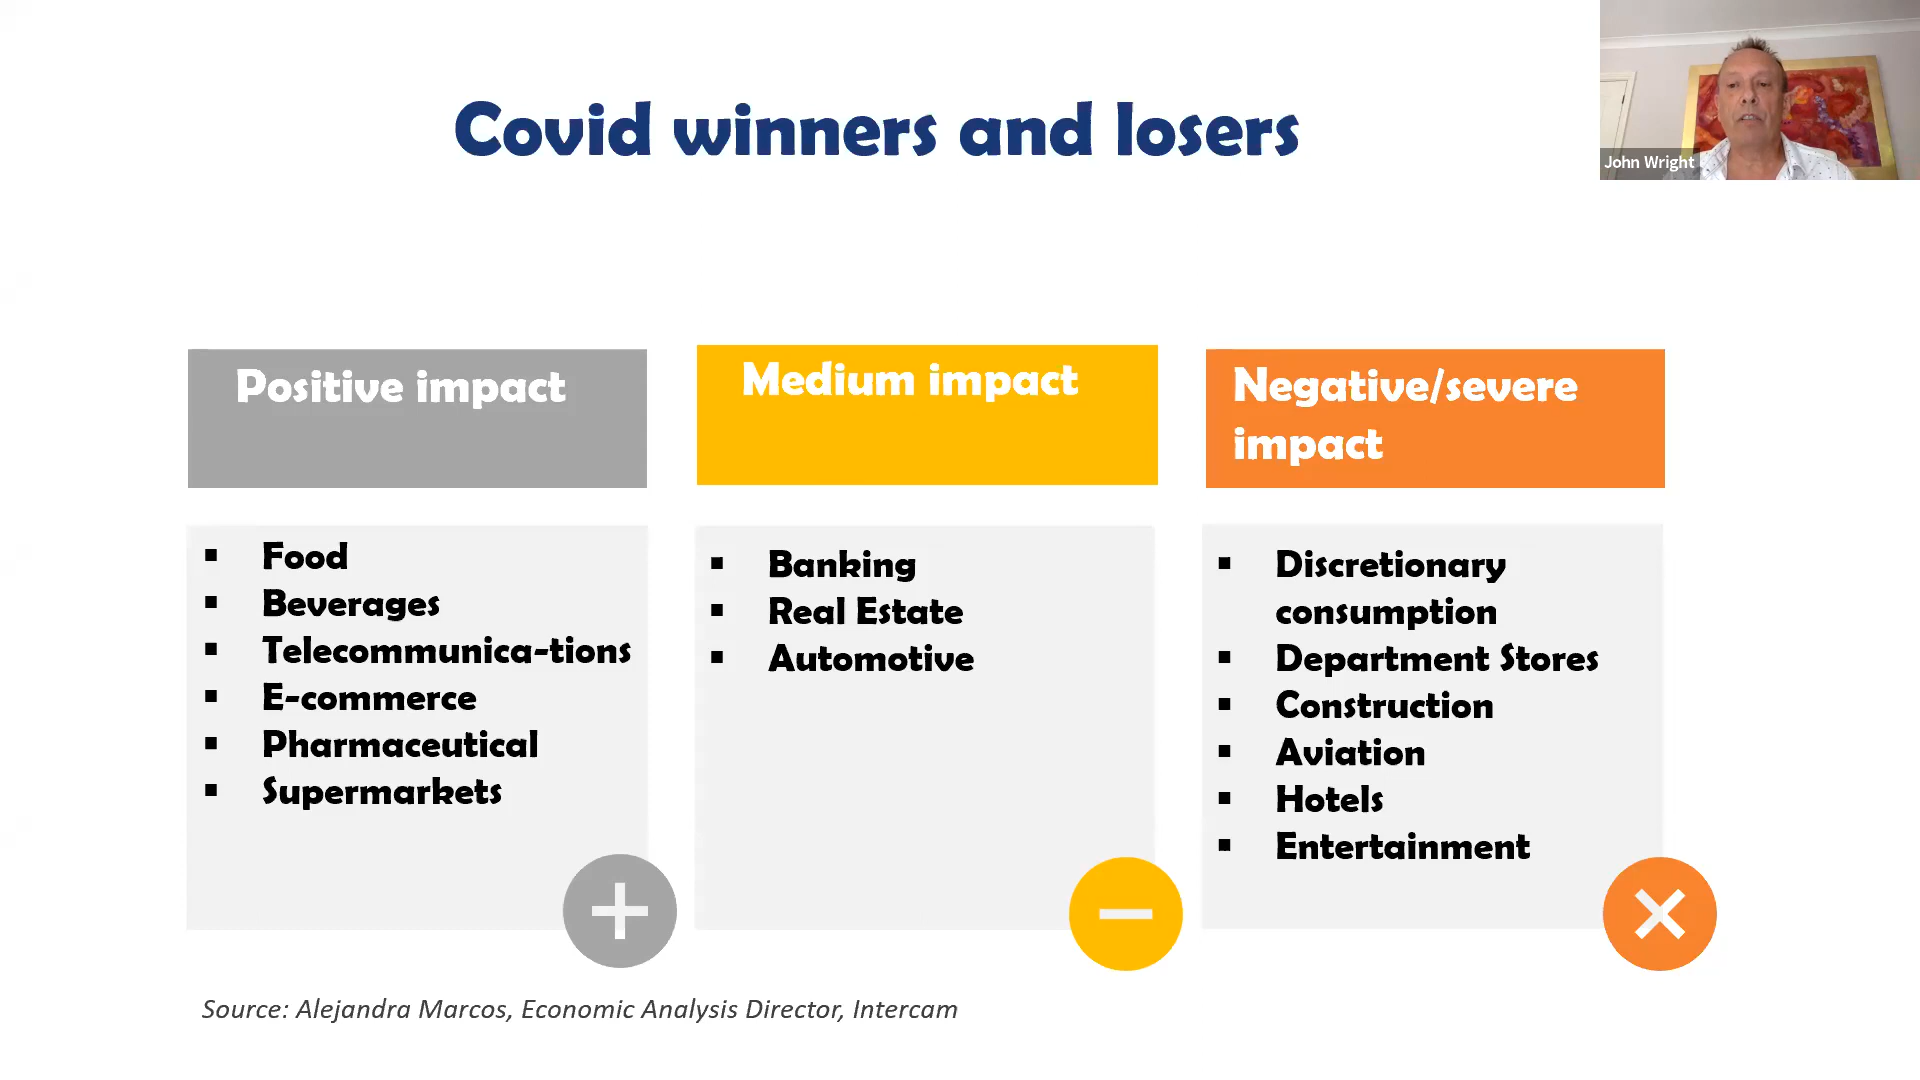 Covid winners and losers
John Wright
Positive impact
Food
Beverages
Telecommunica-tions
E-commerce
Pharmaceutical
Supermarkets
Medium impact
Banking
Real Estate
Automotive
Negative/severe
impact
Discretionary
consumption
Department Stores
Construction
Aviation
Hotels
Entertainment
Source: Alejandra Marcos, Economic Analysis Director, Intercam